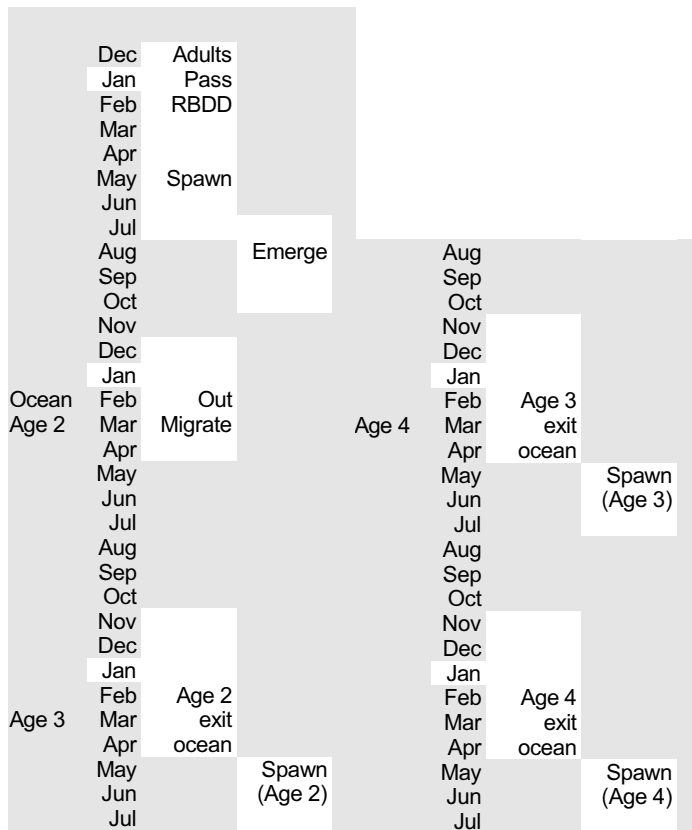 Dec Adults
Jan Pass
Feb RBDD
Mar
Apr
May Spawn
Jun
Jul
Aug Emerge
Sep
Oct
Nov
Dec
Jan
Ocean Feb Out
Age 2 Mar Migrate
Apr
May
Jun
Jul
Aug
Sep
Oct
Nov
Dec
Jan
Feb Age 2
Age 3 Mar exit
Apr ocean
May Spawn
Jun (Age 2)
Jul
Aug
Sep
Oct
Nov
Dec
Jan
Feb Age 3
Age 4 Mar exit
Apr ocean
May Spawn
Jun (Age 3)
Jul
Aug
Sep
Oct
Nov
Dec
Jan
Feb Age 4
Mar exit
Apr ocean
May Spawn
Jun (Age 4)
Jul